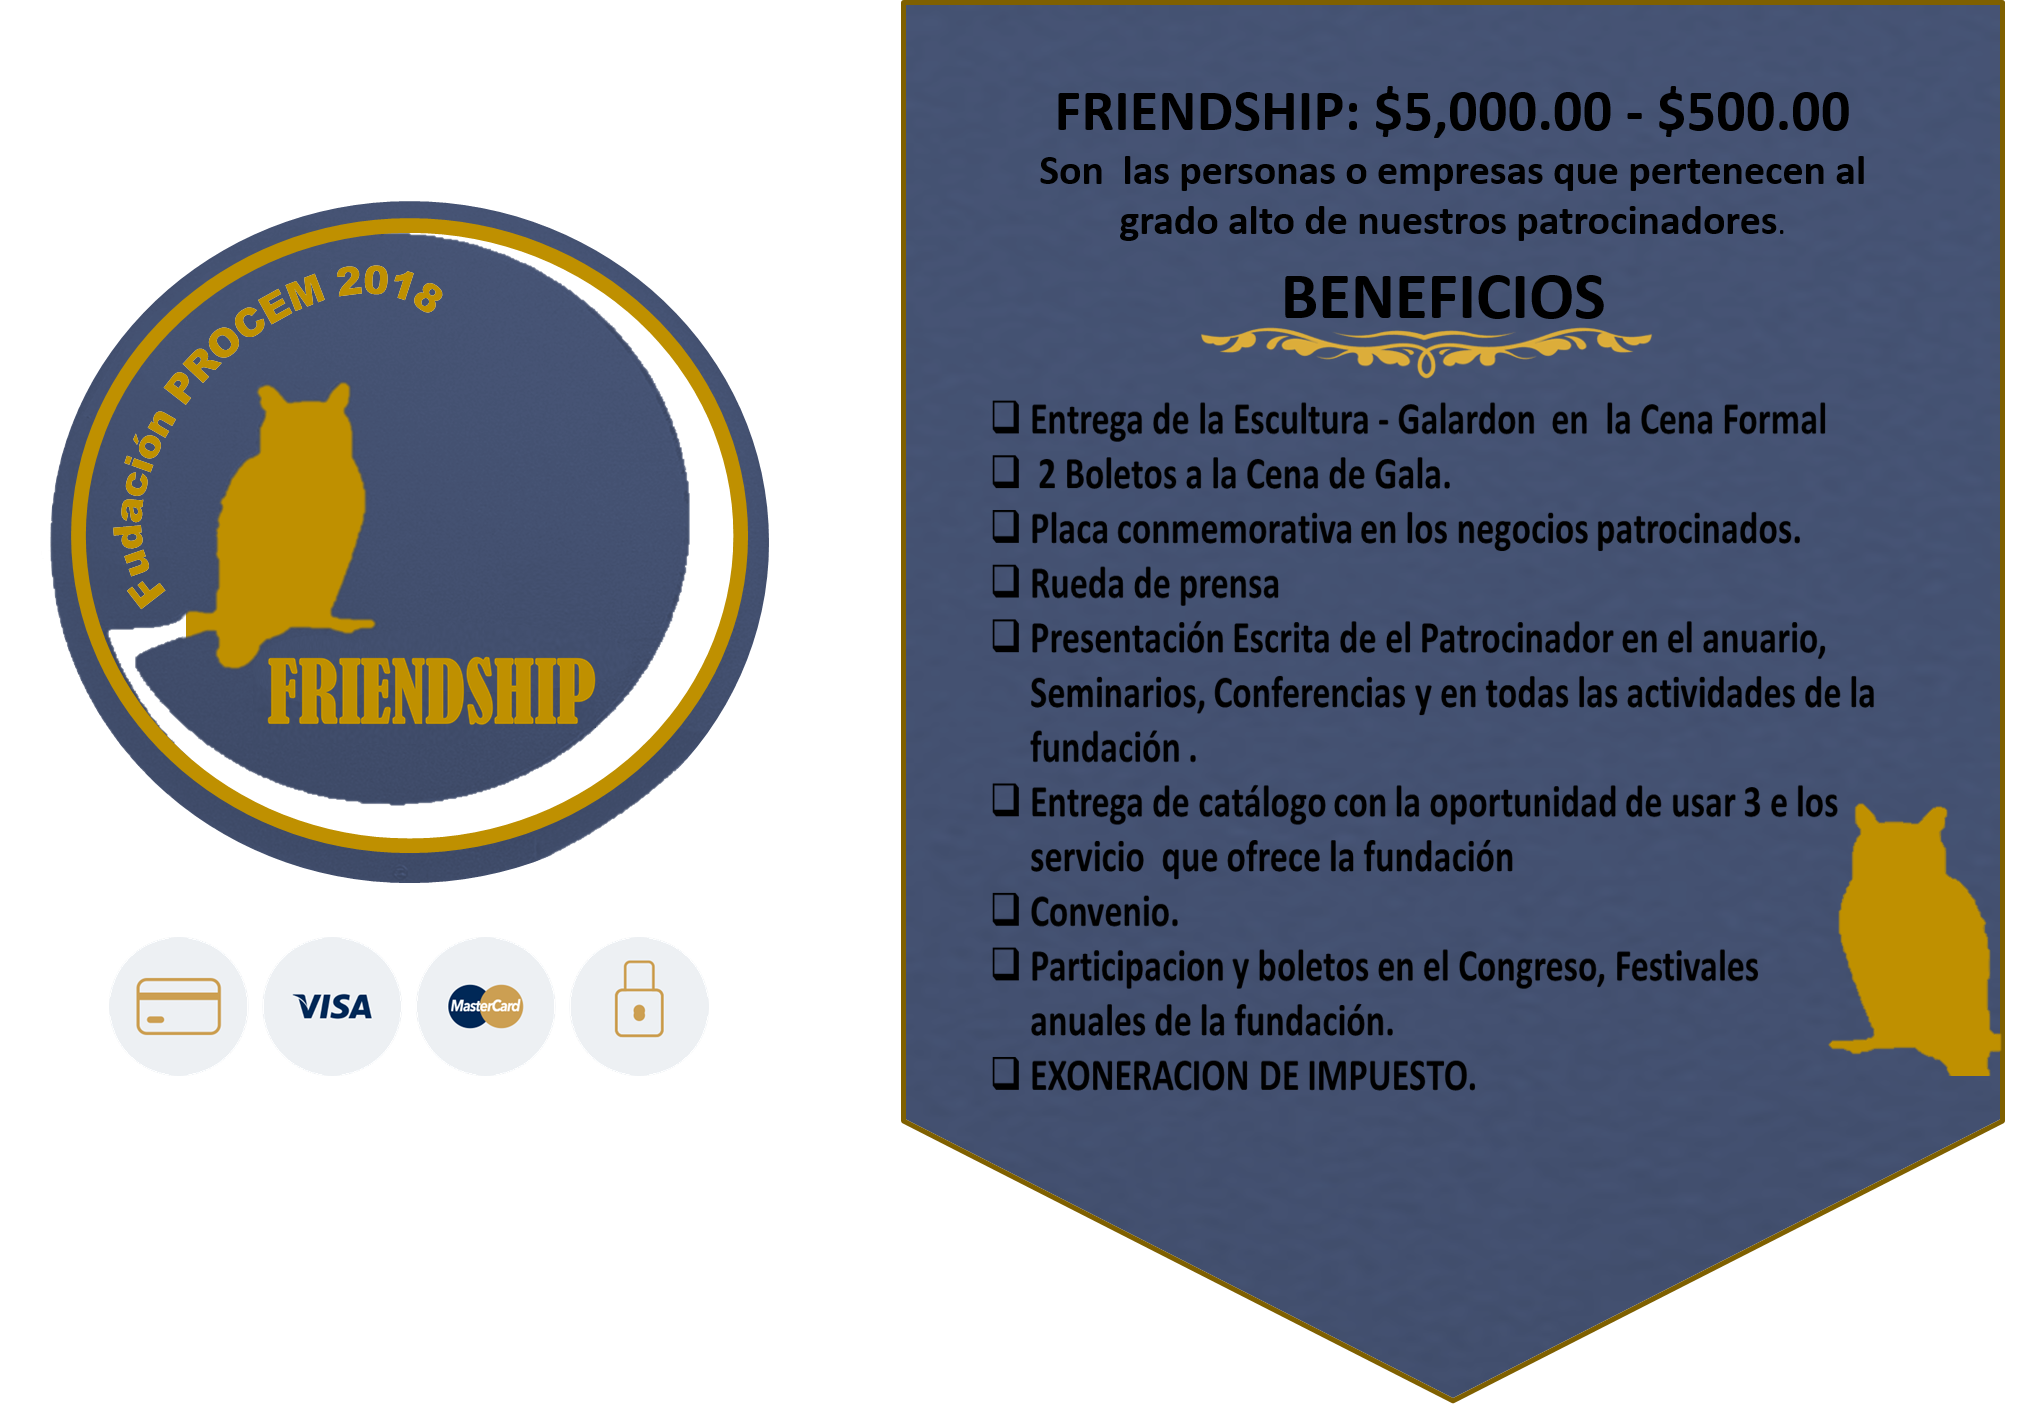 Fudación PROCEM 2018
FRIENDSHIP
VISA
MasterCard
FRIENDSHIP: $5,000.00 - $500.00
Son las personas o empresas que pertenecen al
grado alto de nuestros patrocinadores.
BENEFICIOS
❑ Entrega de la Escultura - Galardon en la Cena Formal
❑ 2 Boletos a la Cena de Gala.
❑ Placa conmemorativa en los negocios patrocinados.
❑ Rueda de prensa
❑ Presentación Escrita de el Patrocinador en el anuario,
Seminarios, Conferencias y en todas las actividades de la
fundación .
❑ Entrega de catálogo con la oportunidad de usar 3 e los
servicio que ofrece la fundación
❑ Convenio.
❑ Participacion y boletos en el Congreso, Festivales
anuales de la fundación.
❑ EXONERACION DE IMPUESTO.